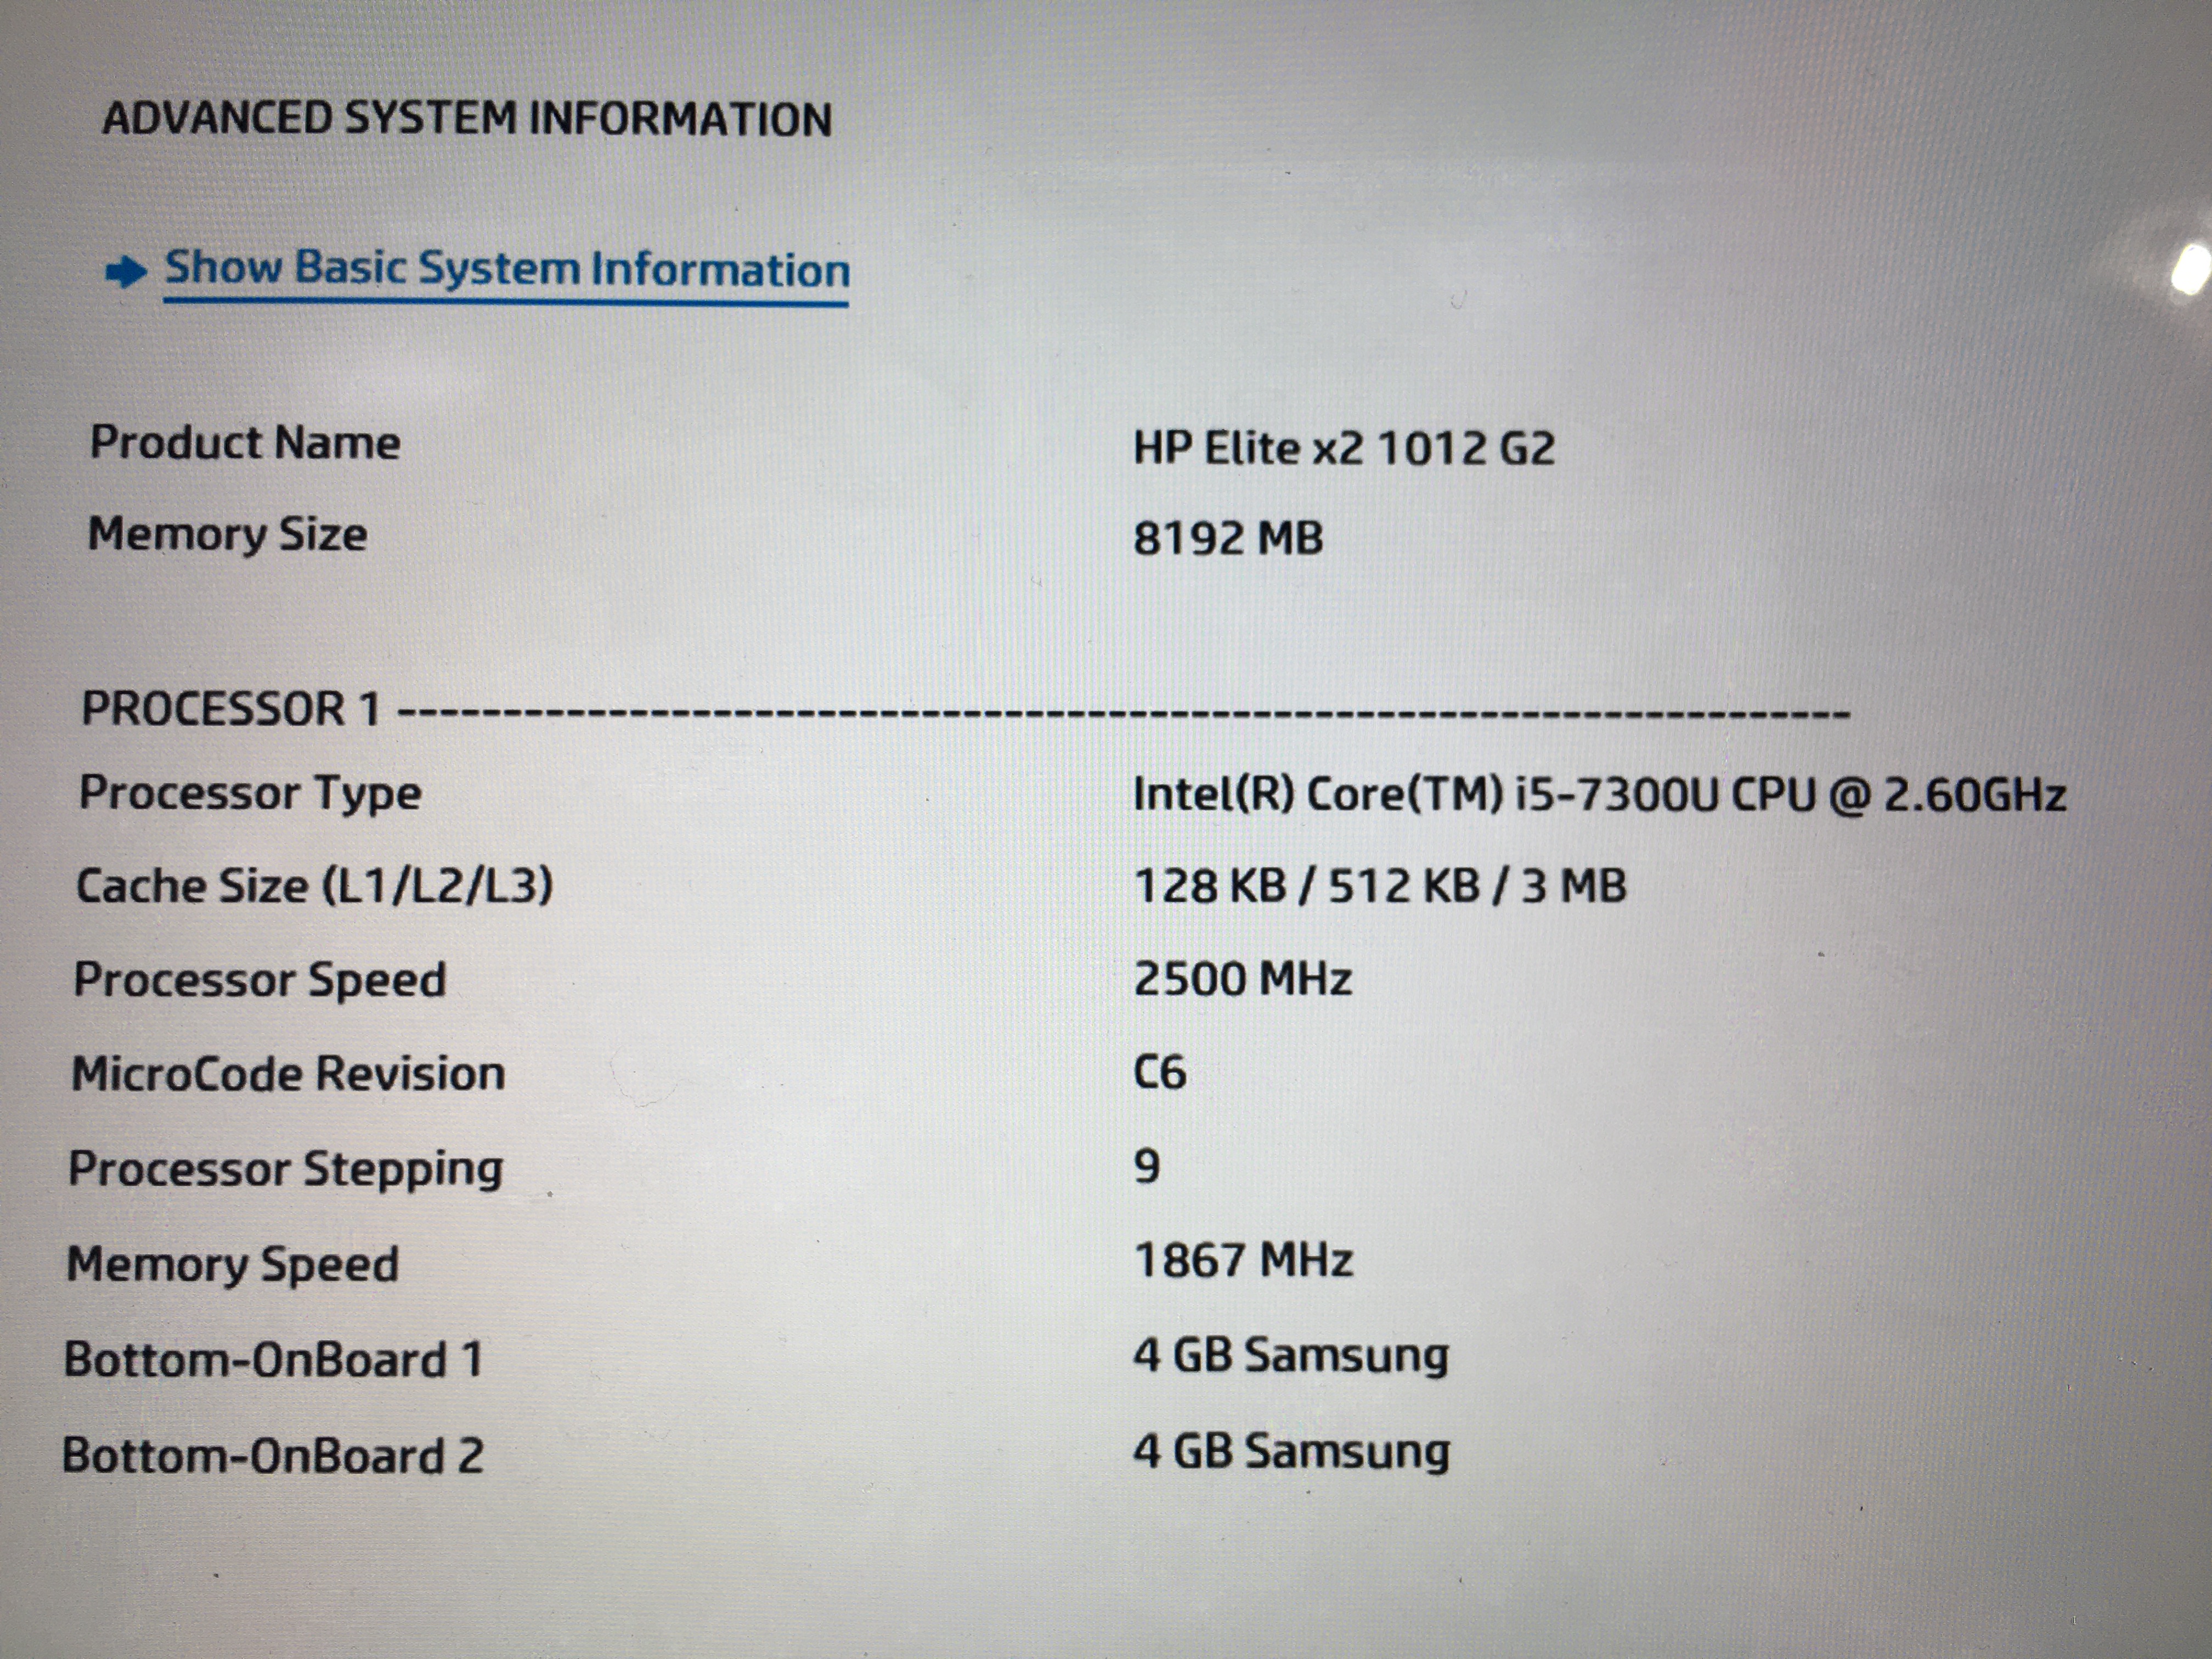 ADVANCED SYSTEM INFORMATION
Show Basic System Information
Product Name HP Elite x2 1012 G2
Memory Size 8192 MB
PROCESSOR 1 ----------------------------------------------------------------------
Processor Type Intel(R) Core(TM) i5-7300U CPU @ 2.60GHz
Cache Size (L1/L2/L3) 128 KB / 512 KB / 3 MB
Processor Speed 2500 MHz
MicroCode Revision C6
Processor Stepping 9
Memory Speed 1867 MHz
Bottom-OnBoard 1 4 GB Samsung
Bottom-OnBoard 2 4 GB Samsung